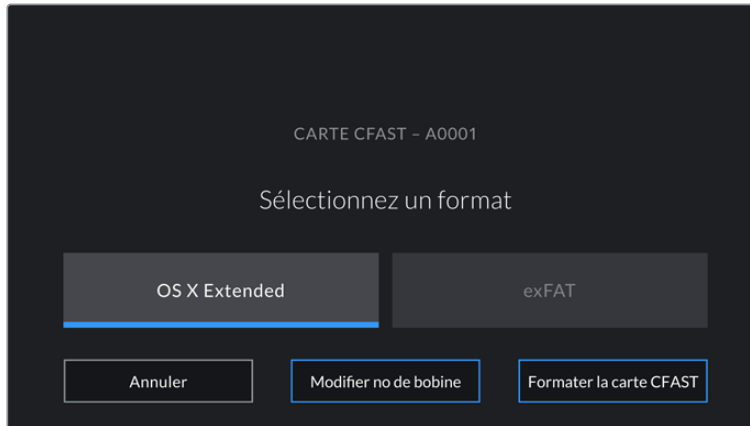 CARTE CFAST – A0001
Sélectionnez un format
OS X Extended
exFAT
Annuler
Modifier no de bobine
Formater la carte CFAST